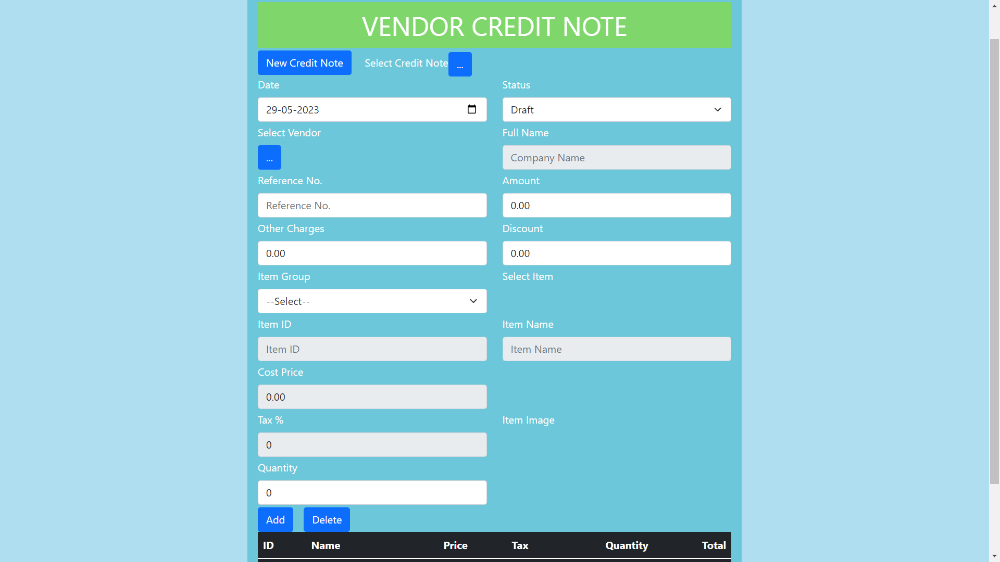 VENDOR CREDIT NOTE
New Credit Note Select Credit Note ...
Date Status
29-05-2023 Draft
Select Vendor Full Name
... Company Name
Reference No. Amount
Reference No. 0.00
Other Charges Discount
0.00 0.00
Item Group Select Item
--Select--
Item ID Item Name
Item ID Item Name
Cost Price
0.00
Tax % Item Image
0
Quantity
0
Add Delete
ID Name Price Tax Quantity Total